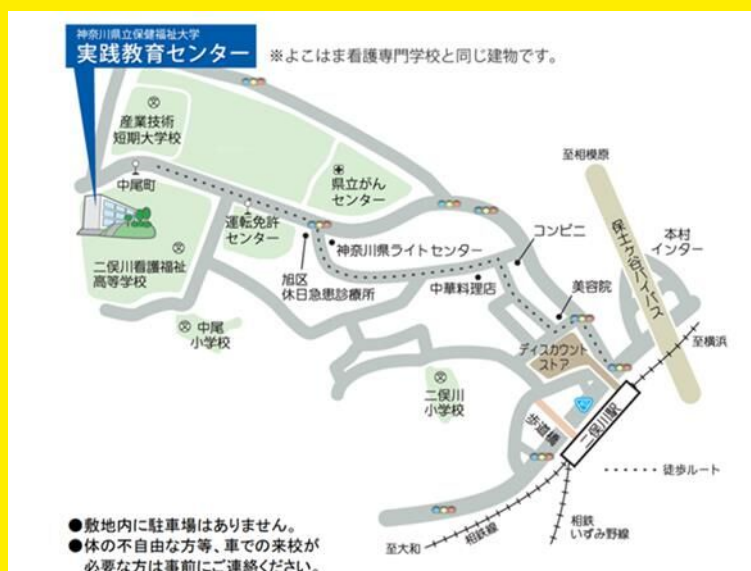 神奈川県立保健福祉大学
実践教育センター
※よこはま看護専門学校と同じ建物です。
産業技術
短期大学校
中尾町
県立がん
センター
至相模原
保土ヶ谷バイパス
本村
インター
運転免許
センター
コンビニ
神奈川県ライトセンター
二俣川看護福祉
高等学校
旭区
休日急患診療所
中華料理店
美容院
中尾
小学校
ディスカウント
ストア
至横浜
二俣川
小学校
二俣川駅
歩道橋
徒歩ルート
相鉄線
相鉄
いずみ野線
至大和
●敷地内に駐車場はありません。
●体の不自由な方等、車での来校が
必要な方は事前にご連絡ください。